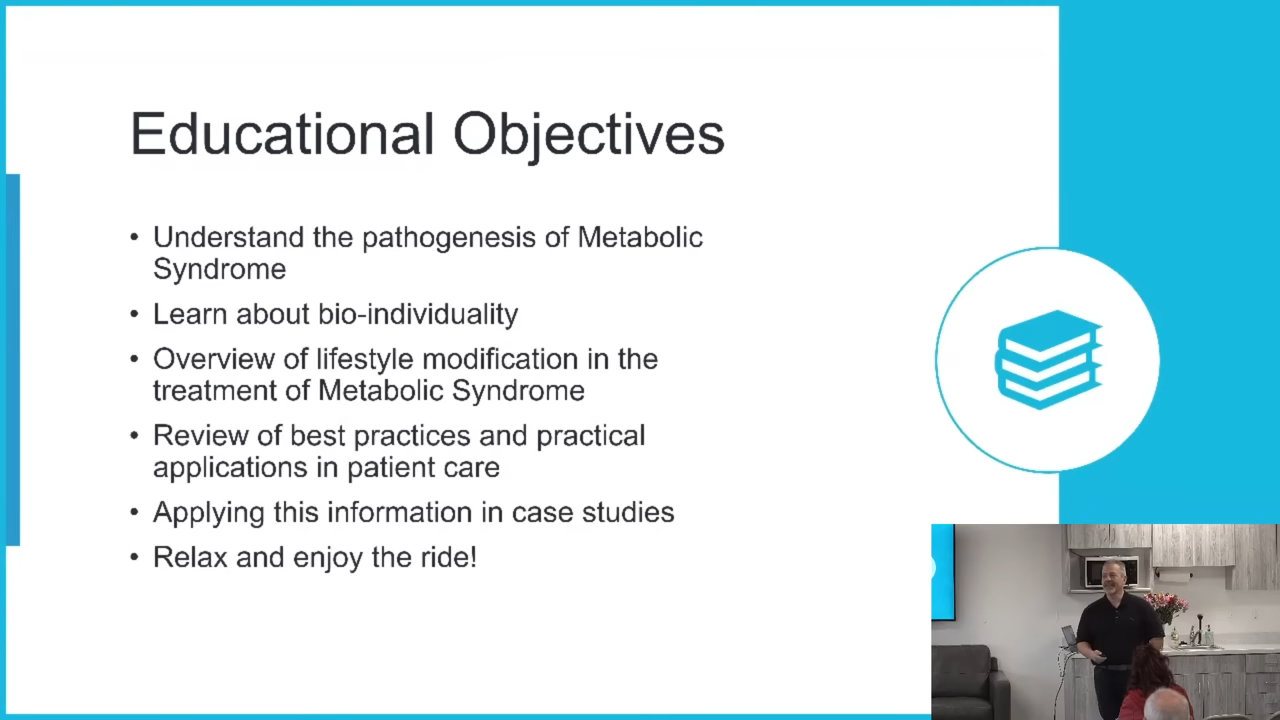 Educational Objectives
• Understand the pathogenesis of Metabolic
Syndrome
• Learn about bio-individuality
• Overview of lifestyle modification in the
treatment of Metabolic Syndrome
• Review of best practices and practical
applications in patient care
• Applying this information in case studies
• Relax and enjoy the ride!